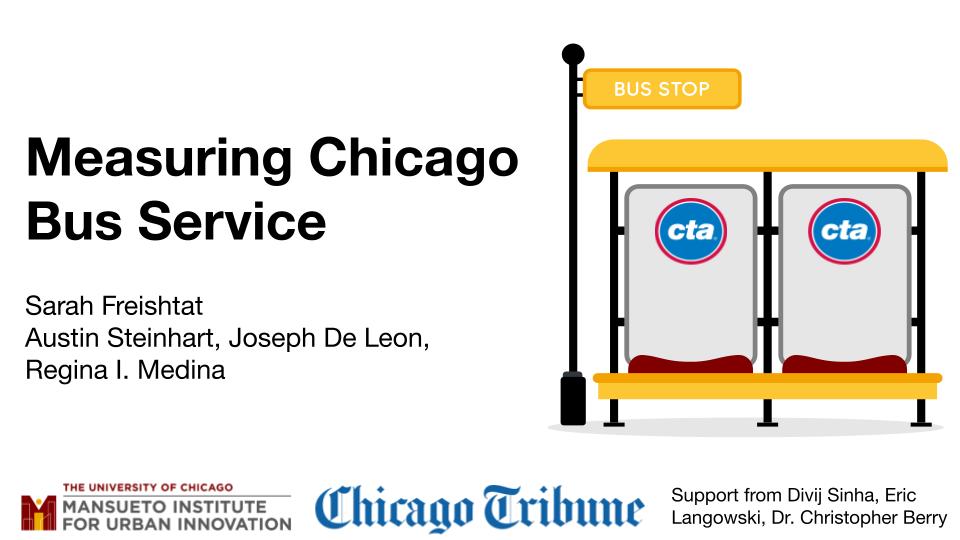 BUS STOP
Measuring Chicago
Bus Service
cta
cta
Sarah Freishtat
Austin Steinhart, Joseph De Leon,
Regina I. Medina
THE UNIVERSITY OF CHICAGO
MANSUETO INSTITUTE
FOR URBAN INNOVATION
Chicago Tribune
Support from Divij Sinha, Eric
Langowski, Dr. Christopher Berry